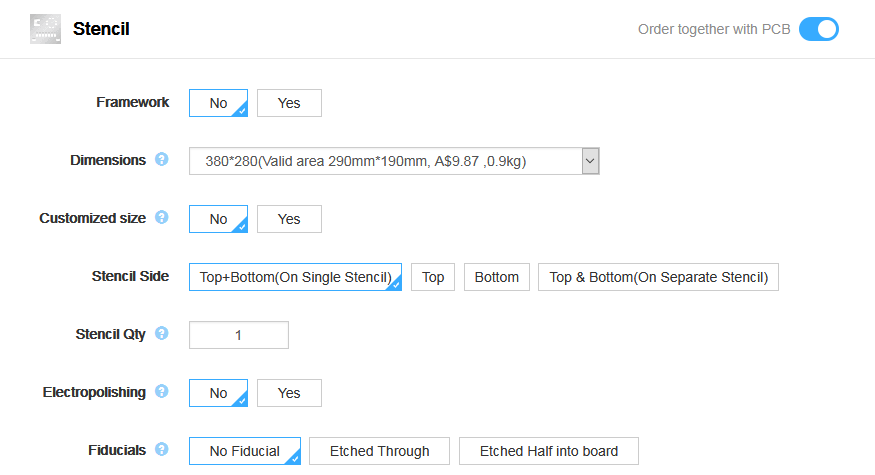 Stencil
Order together with PCB
Framework No Yes
Dimensions ? 380*280(Valid area 290mm*190mm, A$9.87 ,0.9kg)
Customized size ? No Yes
Stencil Side Top+Bottom(On Single Stencil) Top Bottom Top & Bottom(On Separate Stencil)
Stencil Qty ? 1
Electropolishing ? No Yes
Fiducials ? No Fiducial Etched Through Etched Half into board